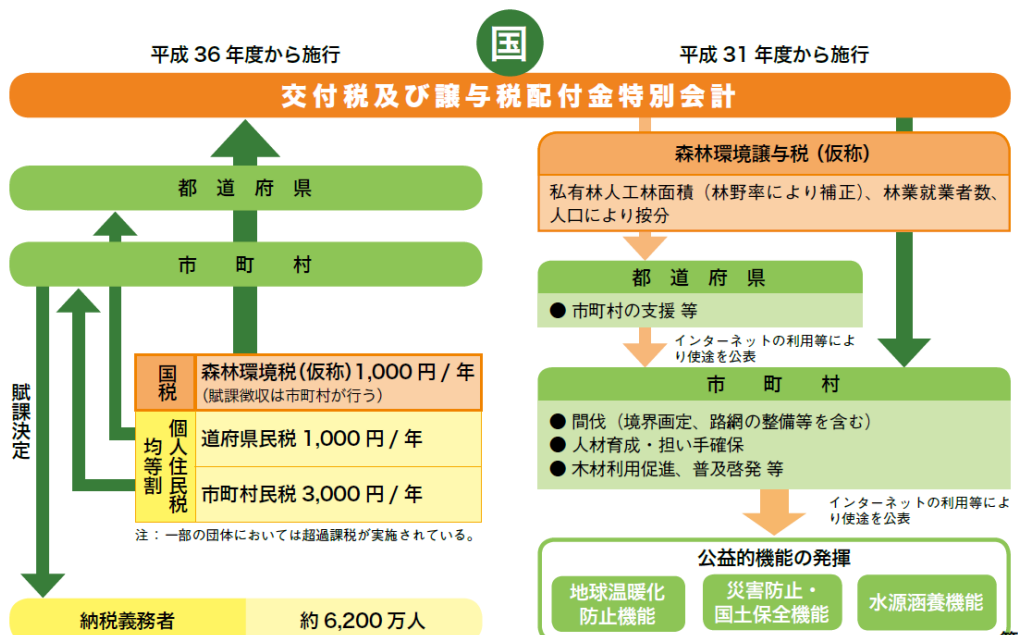 国
平成 36 年度から施行
平成 31 年度から施行
交付税及び譲与税配付金特別会計
都道府県
市町村
賦課決定
国税
森林環境税(仮称)1,000 円 / 年
(賦課徴収は市町村が行う)
個人住民税
均等割
道府県民税 1,000 円 / 年
市町村民税 3,000 円 / 年
注：一部の団体においては超過課税が実施されている。
納税義務者
約 6,200 万人
森林環境譲与税（仮称）
私有林人工林面積（林野率により補正）、林業就業者数、
人口により按分
都道府県
● 市町村の支援 等
インターネットの利用等によ
り使途を公表
市町村
● 間伐（境界画定、路網の整備等を含む）
● 人材育成・担い手確保
● 木材利用促進、普及啓発 等
インターネットの利用等によ
り使途を公表
公益的機能の発揮
地球温暖化
防止機能
災害防止・
国土保全機能
水源涵養機能
等